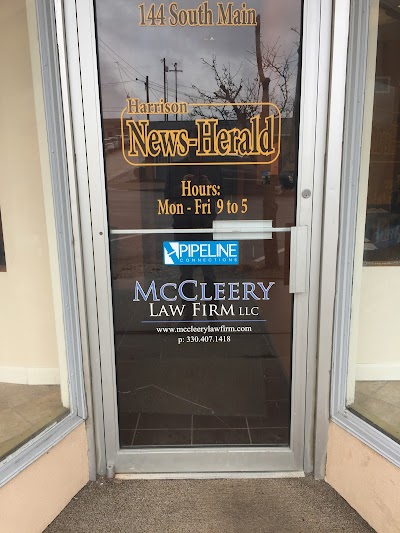 144 South Main
Harrison
News-Herald
Hours:
Mon - Fri 9 to 5
PIPELINE
CONNECTIONS
McCleery
Law Firm LLC
www.mccleerylawfirm.com
p: 330.407.1418